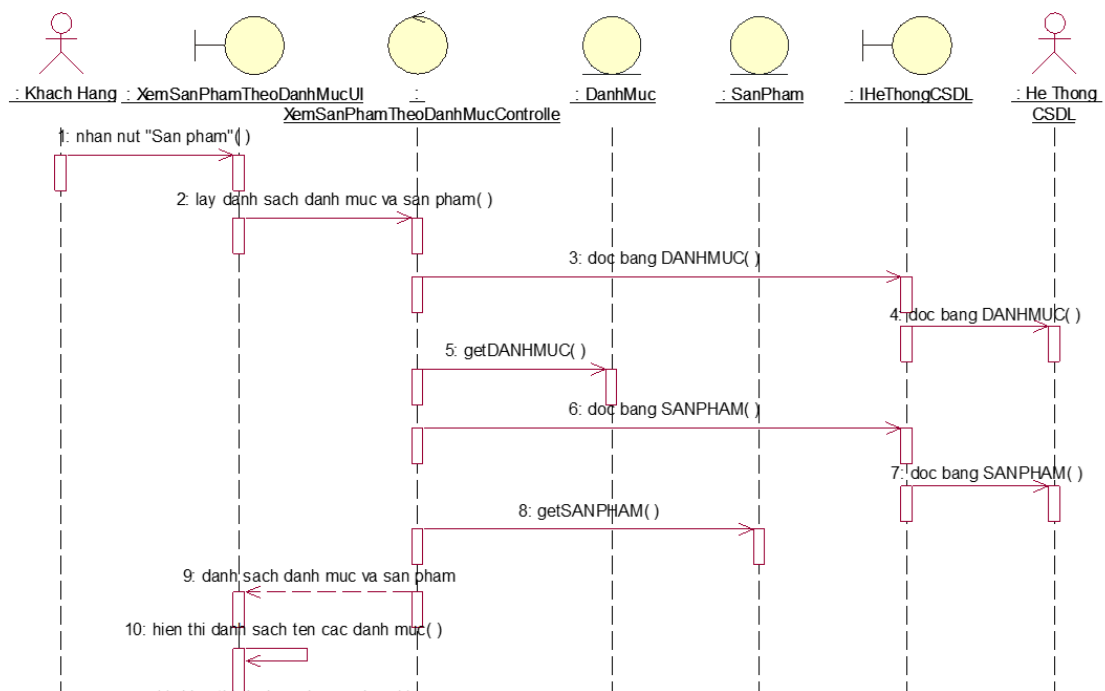 : Khach Hang
: XemSanPhamTheoDanhMucUI
:
XemSanPhamTheoDanhMucControlle
: DanhMuc
: SanPham
: IHeThongCSDL
: He Thong
CSDL
1: nhan nut "San pham"( )
2: lay danh sach danh muc va san pham( )
3: doc bang DANHMUC( )
4: doc bang DANHMUC( )
5: getDANHMUC( )
6: doc bang SANPHAM( )
7: doc bang SANPHAM( )
8: getSANPHAM( )
9: danh sach danh muc va san pham
10: hien thi danh sach ten cac danh muc( )